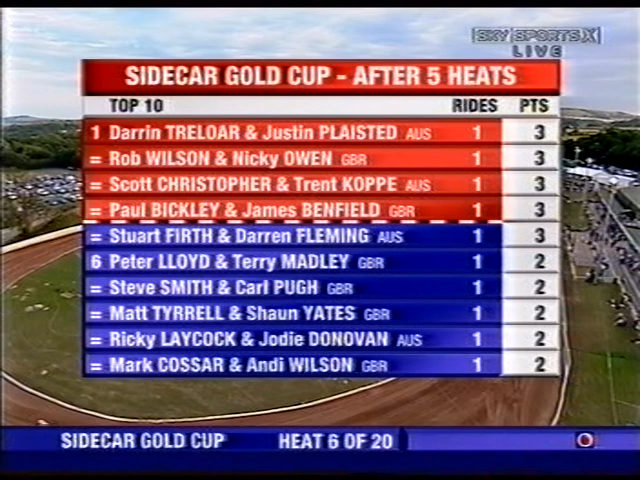 SKY SPORTS X
LIVE
SIDECAR GOLD CUP - AFTER 5 HEATS
TOP 10 RIDES PTS
1 Darrin TRELOAR & Justin PLAISTED AUS 1 3
= Rob WILSON & Nicky OWEN GBR 1 3
= Scott CHRISTOPHER & Trent KOPPE AUS 1 3
= Paul BICKLEY & James BENFIELD GBR 1 3
= Stuart FIRTH & Darren FLEMING AUS 1 3
6 Peter LLOYD & Terry MADLEY GBR 1 2
= Steve SMITH & Carl PUGH GBR 1 2
= Matt TYRRELL & Shaun YATES GBR 1 2
= Ricky LAYCOCK & Jodie DONOVAN AUS 1 2
= Mark COSSAR & Andi WILSON GBR 1 2
SIDECAR GOLD CUP HEAT 6 OF 20